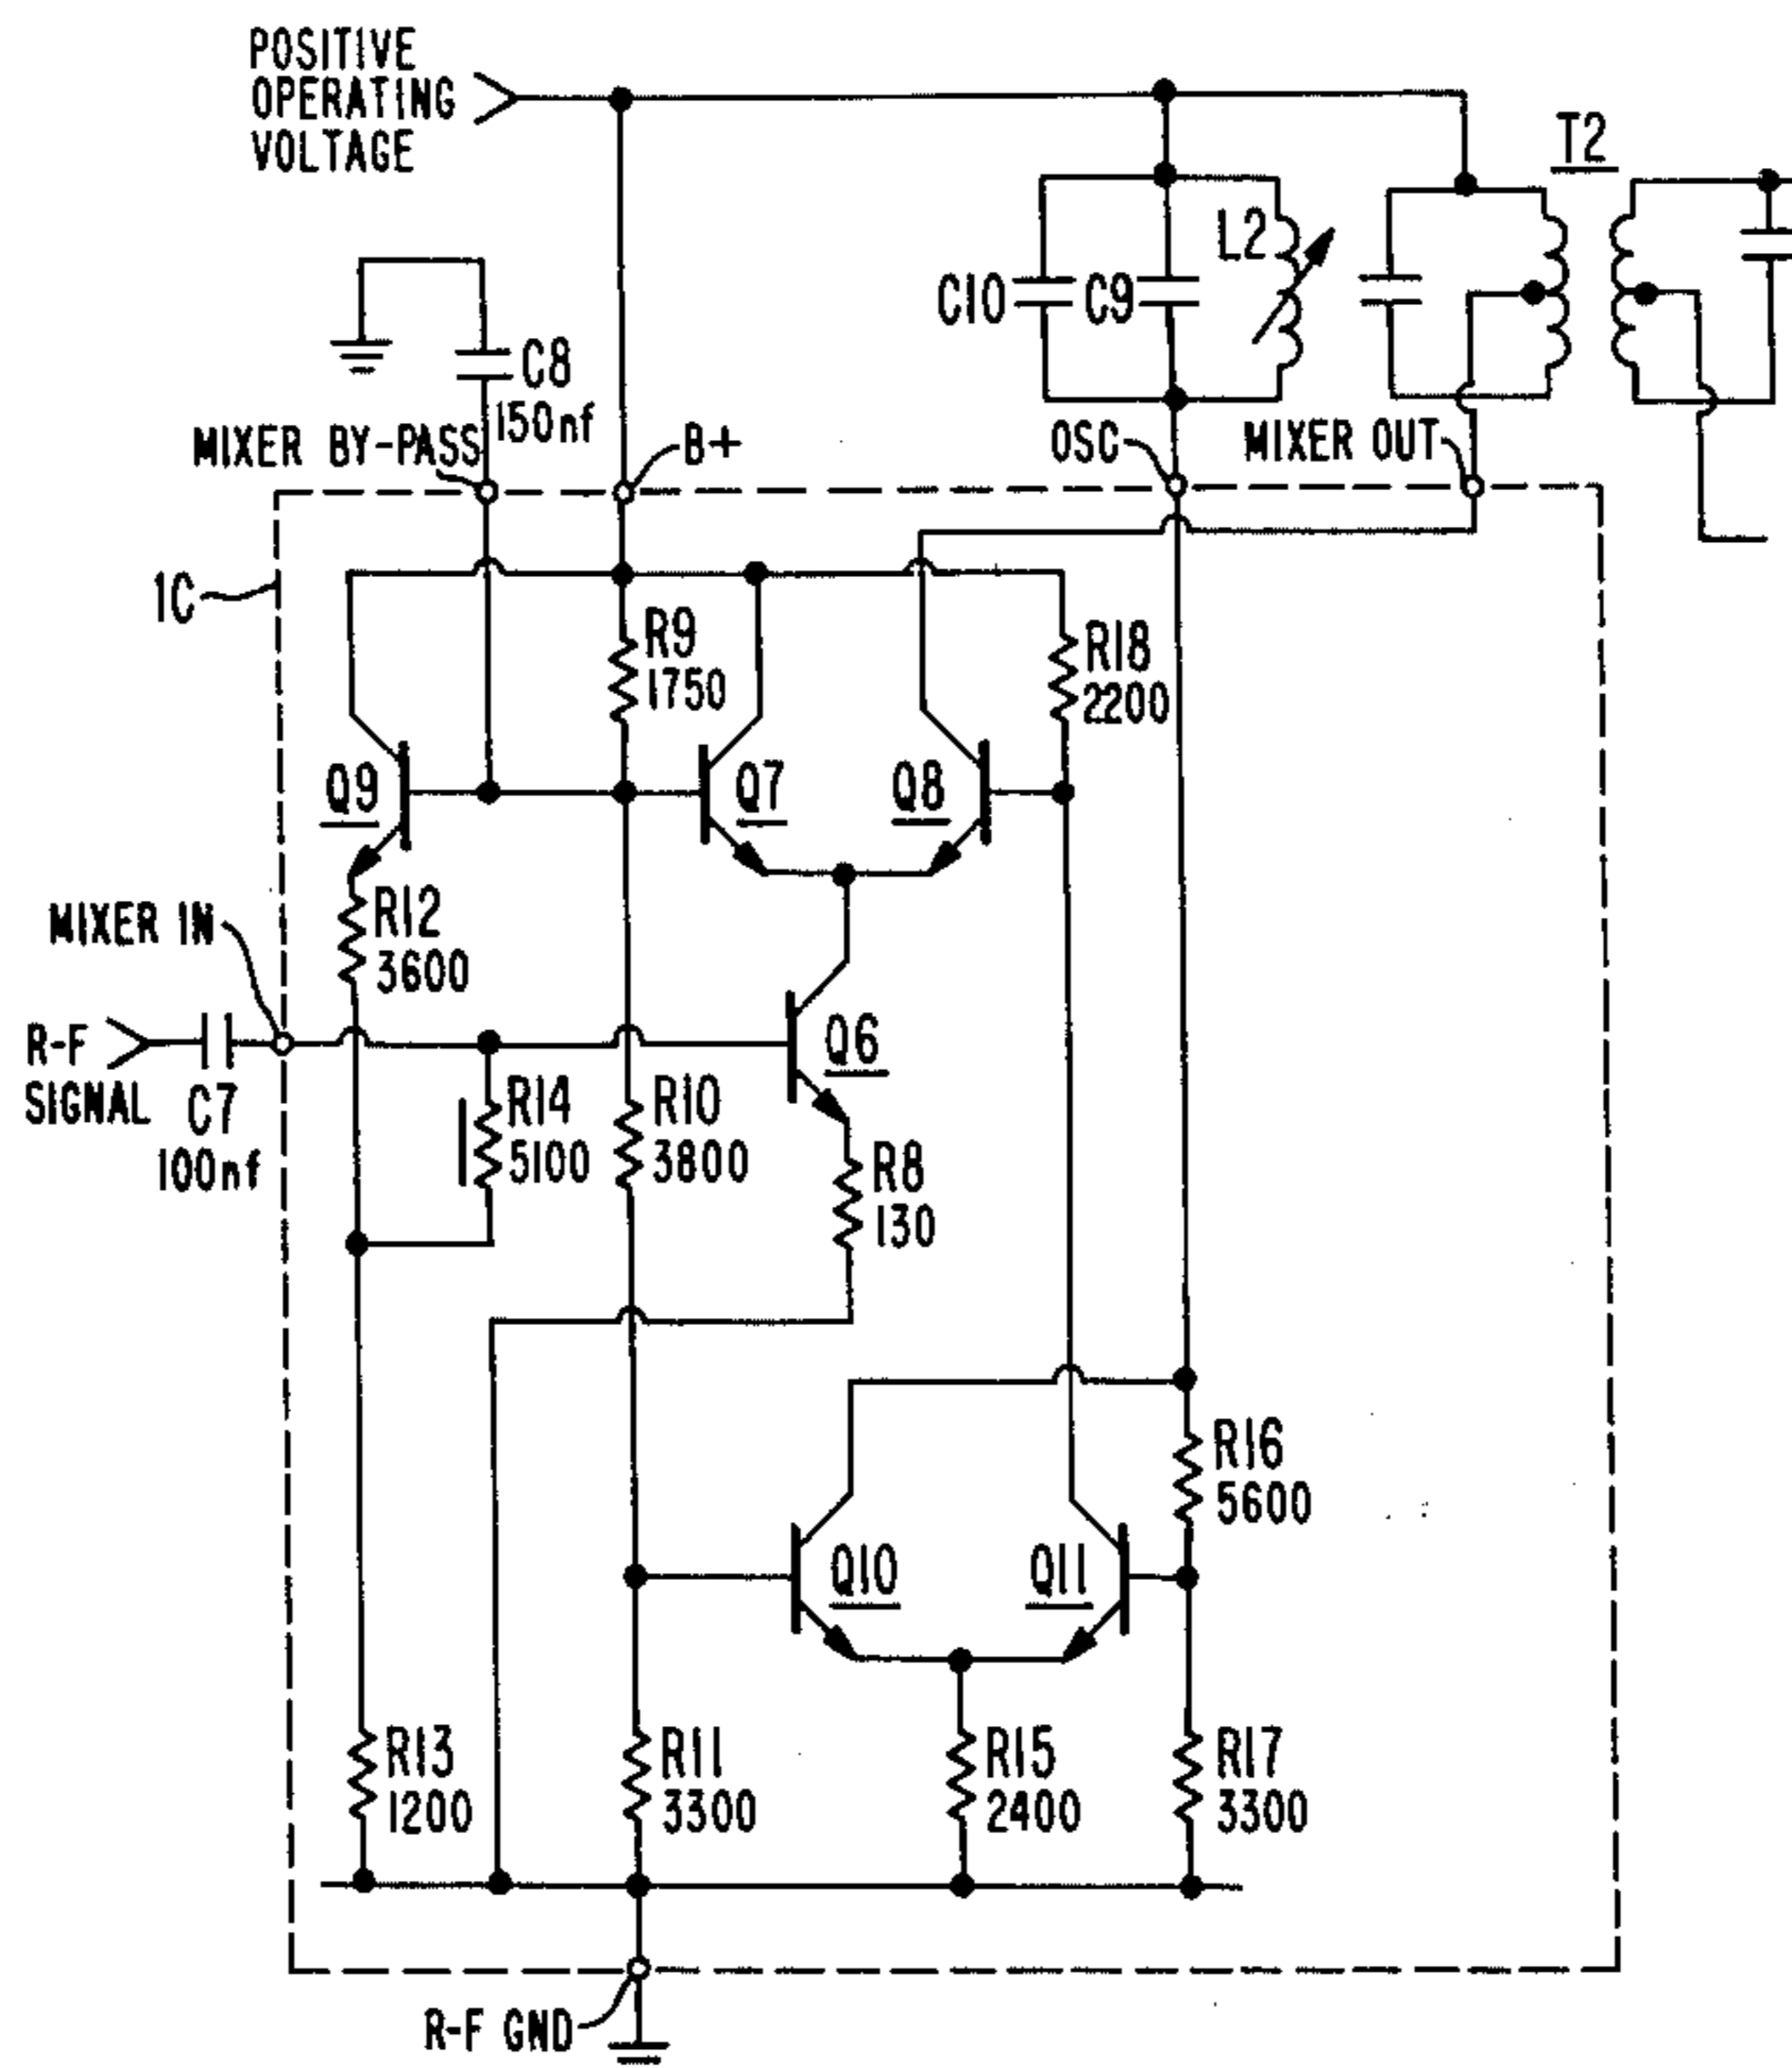 POSITIVE
OPERATING
VOLTAGE
T2
L2
C10
C9
C8
150nf
MIXER BY-PASS
B+
OSC
MIXER OUT
1C
R9
1750
R18
2200
Q9
Q7
Q8
R12
3600
MIXER IN
R-F
SIGNAL
C7
100nf
Q6
R14
5100
R10
3800
R8
130
R16
5600
Q10
Q11
R13
1200
R11
3300
R15
2400
R17
3300
R-F GND